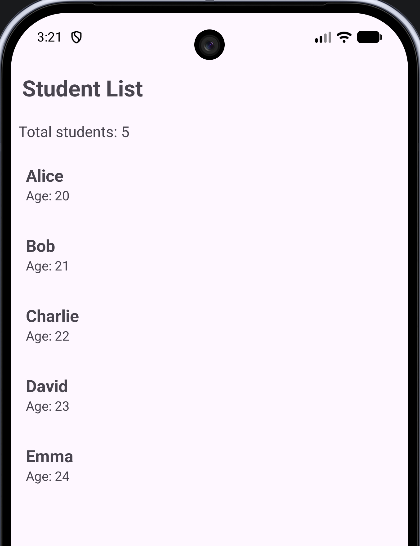 3:21
Student List
Total students: 5
Alice
Age: 20
Bob
Age: 21
Charlie
Age: 22
David
Age: 23
Emma
Age: 24